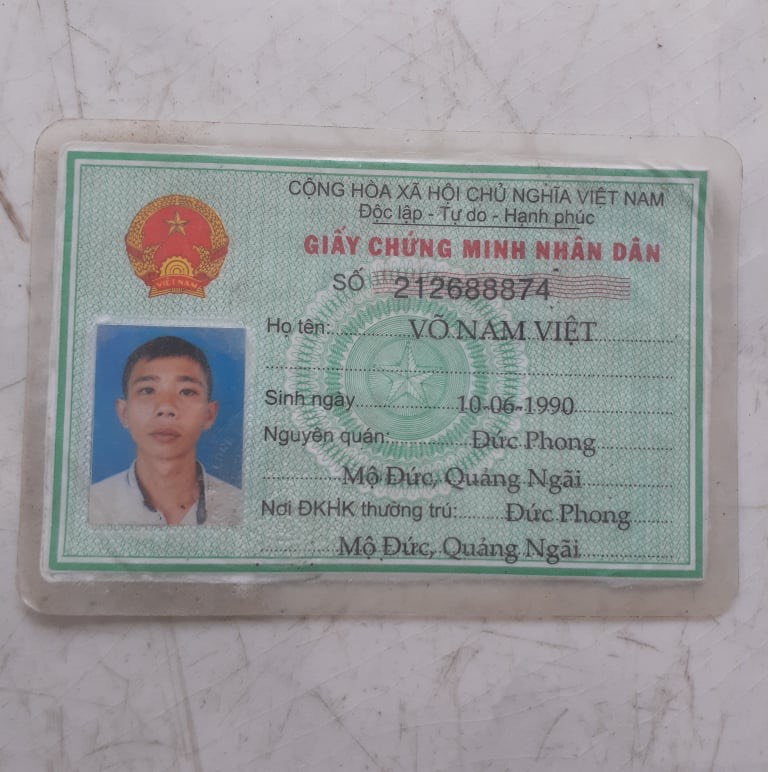 CỘNG HÒA XÃ HỘI CHỦ NGHĨA VIỆT NAM
Độc lập - Tự do - Hạnh phúc
GIẤY CHỨNG MINH NHÂN DÂN
SỐ 212688874
VIỆT NAM
Họ tên: VÕ NAM VIỆT
Sinh ngày 10-06-1990
Nguyên quán: Đức Phong
Mộ Đức, Quảng Ngãi
Nơi ĐKHK thường trú: Đức Phong
Mộ Đức, Quảng Ngãi